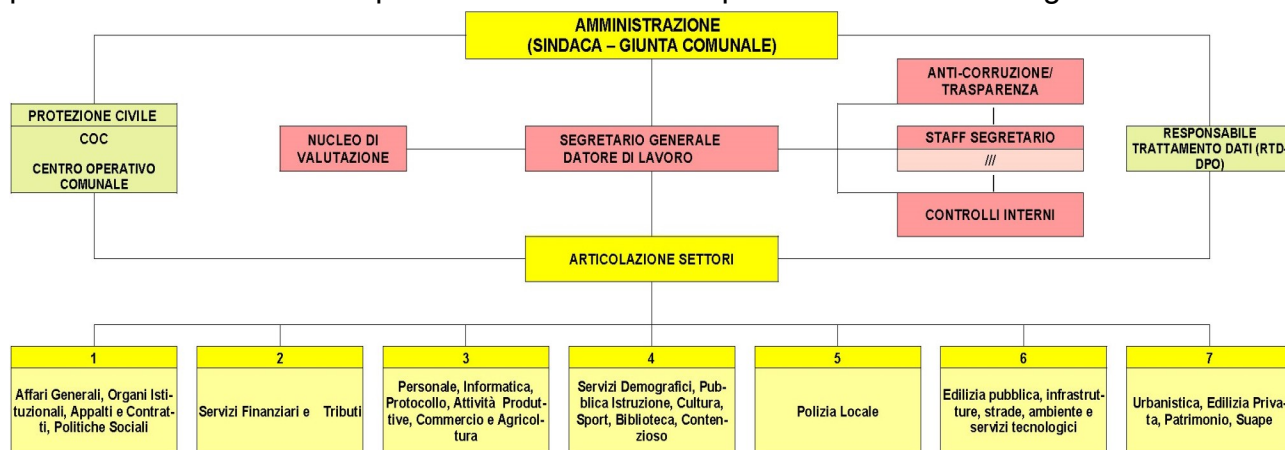 AMMINISTRAZIONE
(SINDACA – GIUNTA COMUNALE)
ANTI-CORRUZIONE/
TRASPARENZA
PROTEZIONE CIVILE
COC
CENTRO OPERATIVO
COMUNALE
NUCLEO DI
VALUTAZIONE
SEGRETARIO GENERALE
DATORE DI LAVORO
STAFF SEGRETARIO
///
RESPONSABILE
TRATTAMENTO DATI (RTD-
DPO)
CONTROLLI INTERNI
ARTICOLAZIONE SETTORI
1
Affari Generali, Organi Isti-
tuzionali, Appalti e Contrat-
ti, Politiche Sociali
2
Servizi Finanziari e Tributi
3
Personale, Informatica,
Protocollo, Attività Produt-
tive, Commercio e Agricol-
tura
4
Servizi Demografici, Pub-
blica Istruzione, Cultura,
Sport, Biblioteca, Conten-
zioso
5
Polizia Locale
6
Edilizia pubblica, infrastrut-
ture, strade, ambiente e
servizi tecnologici
7
Urbanistica, Edilizia Priva-
ta, Patrimonio, Suape